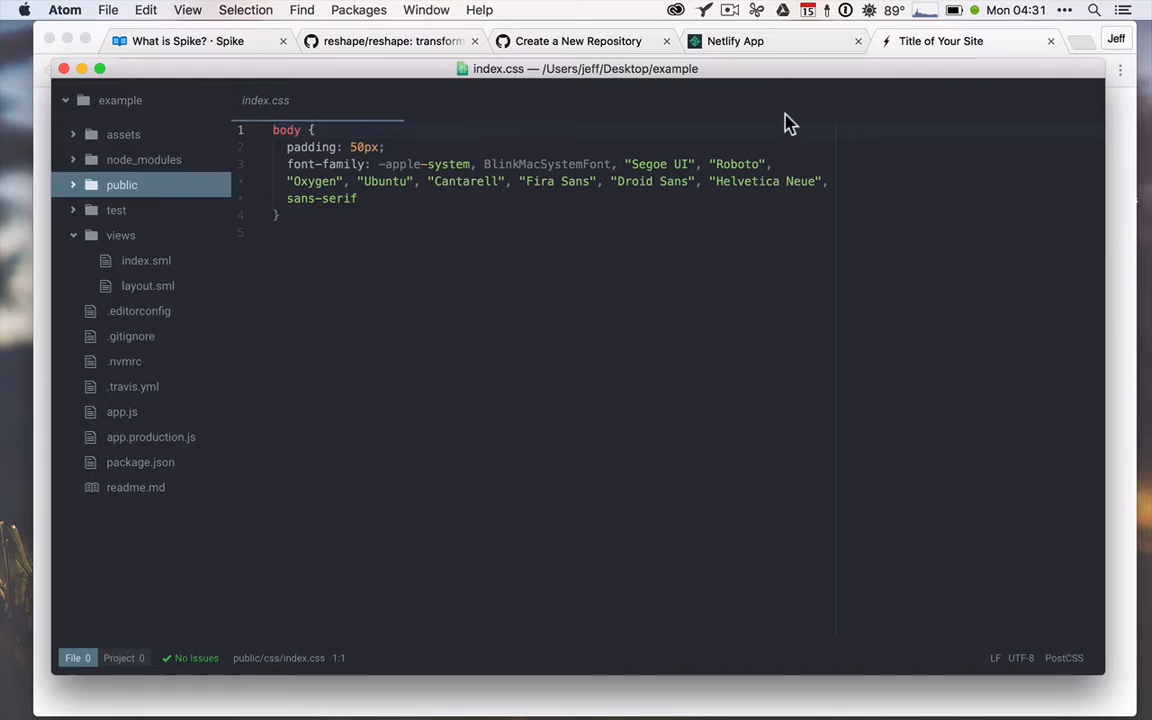 Atom File Edit View Selection Find Packages Window Help 15 89° Mon 04:31
What is Spike? · Spike reshape/reshape: transform Create a New Repository Netlify App Title of Your Site Jeff
index.css — /Users/jeff/Desktop/example
example
index.css
assets
node_modules
public
test
views
index.sml
layout.sml
.editorconfig
.gitignore
.nvmrc
.travis.yml
app.js
app.production.js
package.json
readme.md
1 body {
2 padding: 50px;
3 font-family: -apple-system, BlinkMacSystemFont, "Segoe UI", "Roboto",
"Oxygen", "Ubuntu", "Cantarell", "Fira Sans", "Droid Sans", "Helvetica Neue",
sans-serif
4 }
5
File 0 Project 0 No Issues public/css/index.css 1:1 LF UTF-8 PostCSS